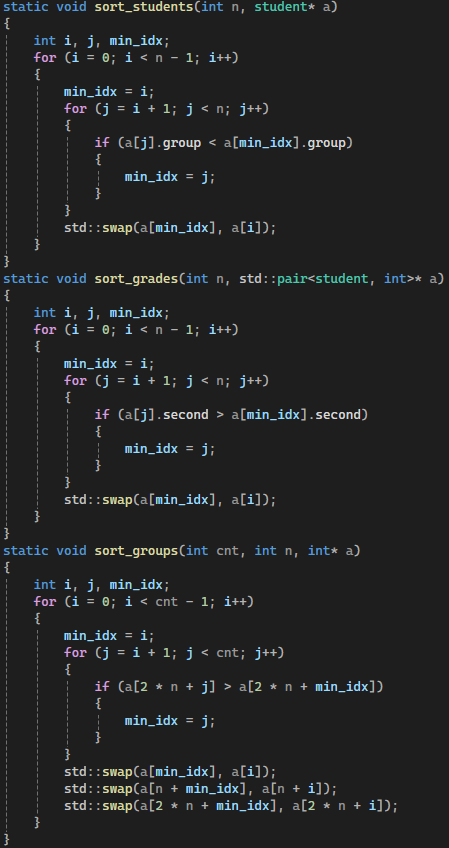 static void sort_students(int n, student* a)
{
    int i, j, min_idx;
    for (i = 0; i < n - 1; i++)
    {
        min_idx = i;
        for (j = i + 1; j < n; j++)
        {
            if (a[j].group < a[min_idx].group)
            {
                min_idx = j;
            }
        }
        std::swap(a[min_idx], a[i]);
    }
}
static void sort_grades(int n, std::pair<student, int>* a)
{
    int i, j, min_idx;
    for (i = 0; i < n - 1; i++)
    {
        min_idx = i;
        for (j = i + 1; j < n; j++)
        {
            if (a[j].second > a[min_idx].second)
            {
                min_idx = j;
            }
        }
        std::swap(a[min_idx], a[i]);
    }
}
static void sort_groups(int cnt, int n, int* a)
{
    int i, j, min_idx;
    for (i = 0; i < cnt - 1; i++)
    {
        min_idx = i;
        for (j = i + 1; j < cnt; j++)
        {
            if (a[2 * n + j] > a[2 * n + min_idx])
            {
                min_idx = j;
            }
        }
        std::swap(a[min_idx], a[i]);
        std::swap(a[n + min_idx], a[n + i]);
        std::swap(a[2 * n + min_idx], a[2 * n + i]);
    }
}